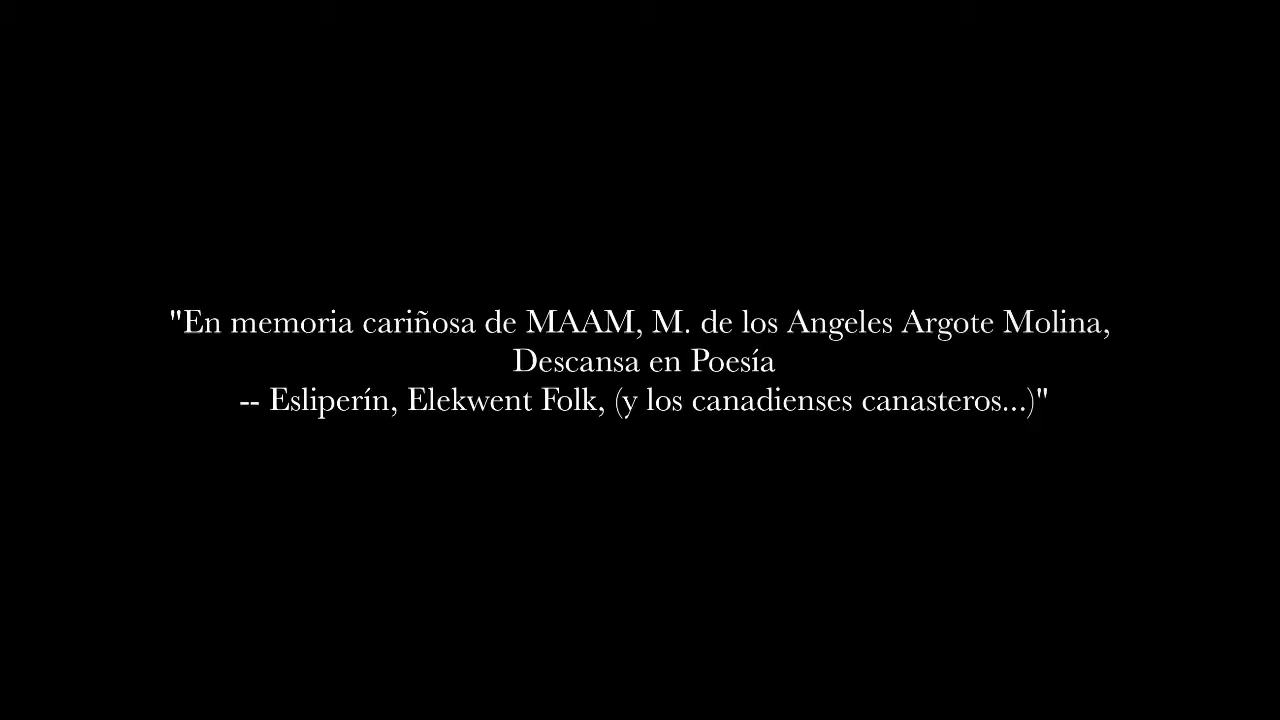 "En memoria cariñosa de MAAM, M. de los Angeles Argote Molina,
Descansa en Poesía
-- Esliperín, Elekwent Folk, (y los canadienses canasteros...)"